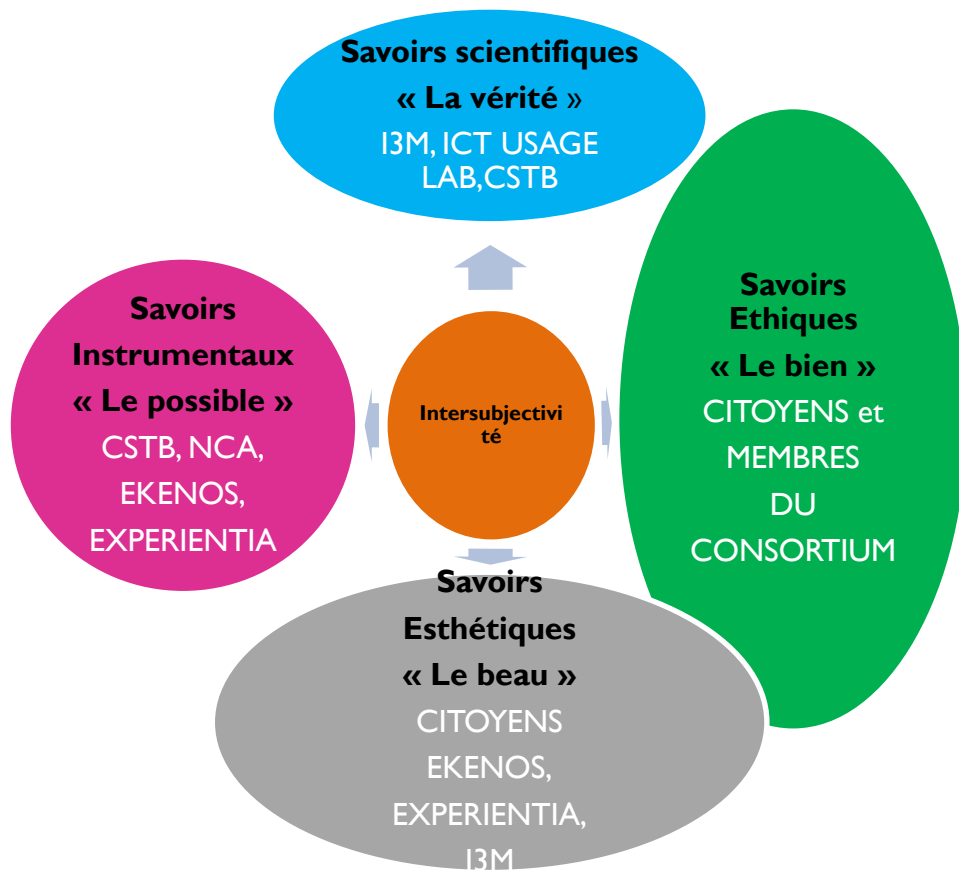 Savoirs scientifiques
« La vérité »
I3M, ICT USAGE
LAB,CSTB
Savoirs
Instrumentaux
« Le possible »
CSTB, NCA,
EKENOS,
EXPERIENTIA
Intersubjectivi
té
Savoirs
Ethiques
« Le bien »
CITOYENS et
MEMBRES
DU
CONSORTIUM
Savoirs
Esthétiques
« Le beau »
CITOYENS
EKENOS,
EXPERIENTIA,
I3M